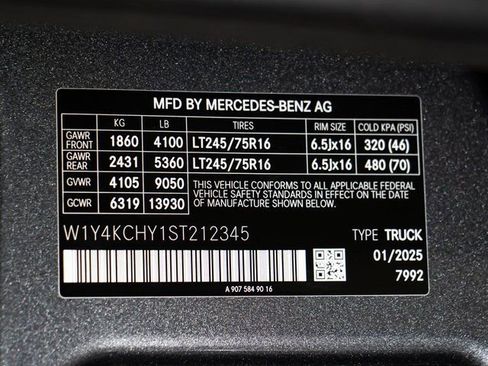 MFD BY MERCEDES-BENZ AG
KG LB TIRES RIM SIZE COLD KPA (PSI)
GAWR FRONT 1860 4100 LT245/75R16 6.5Jx16 320 (46)
GAWR REAR 2431 5360 LT245/75R16 6.5Jx16 480 (70)
GVWR 4105 9050 THIS VEHICLE CONFORMS TO ALL APPLICABLE FEDERAL MOTOR
VEHICLE SAFETY STANDARDS IN EFFECT ON THE DATE OF
GCWR 6319 13930 MANUFACTURE SHOWN ABOVE.
W1Y4KCHY1ST212345 TYPE TRUCK
01/2025
7992
A 907 584 90 16